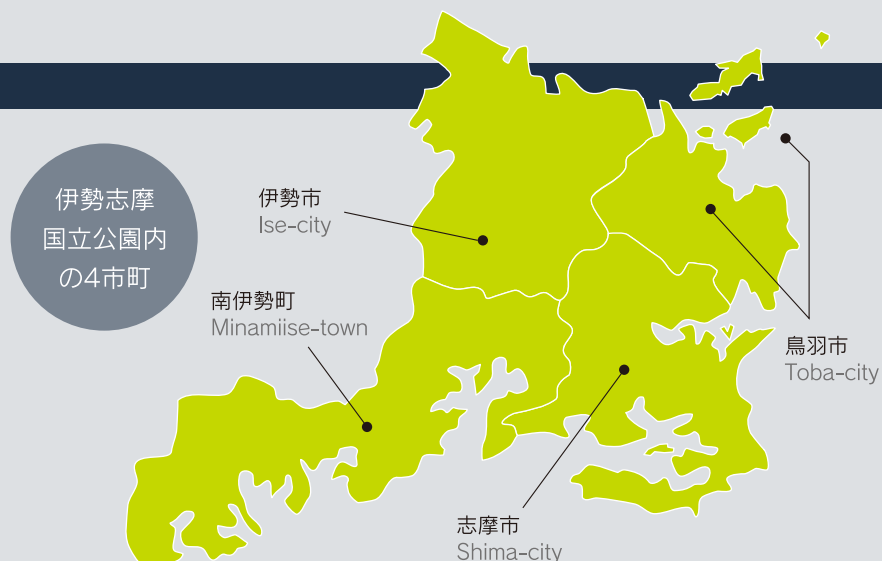 伊勢志摩
国立公園内
の4市町
伊勢市
Ise-city
南伊勢町
Minamiise-town
鳥羽市
Toba-city
志摩市
Shima-city